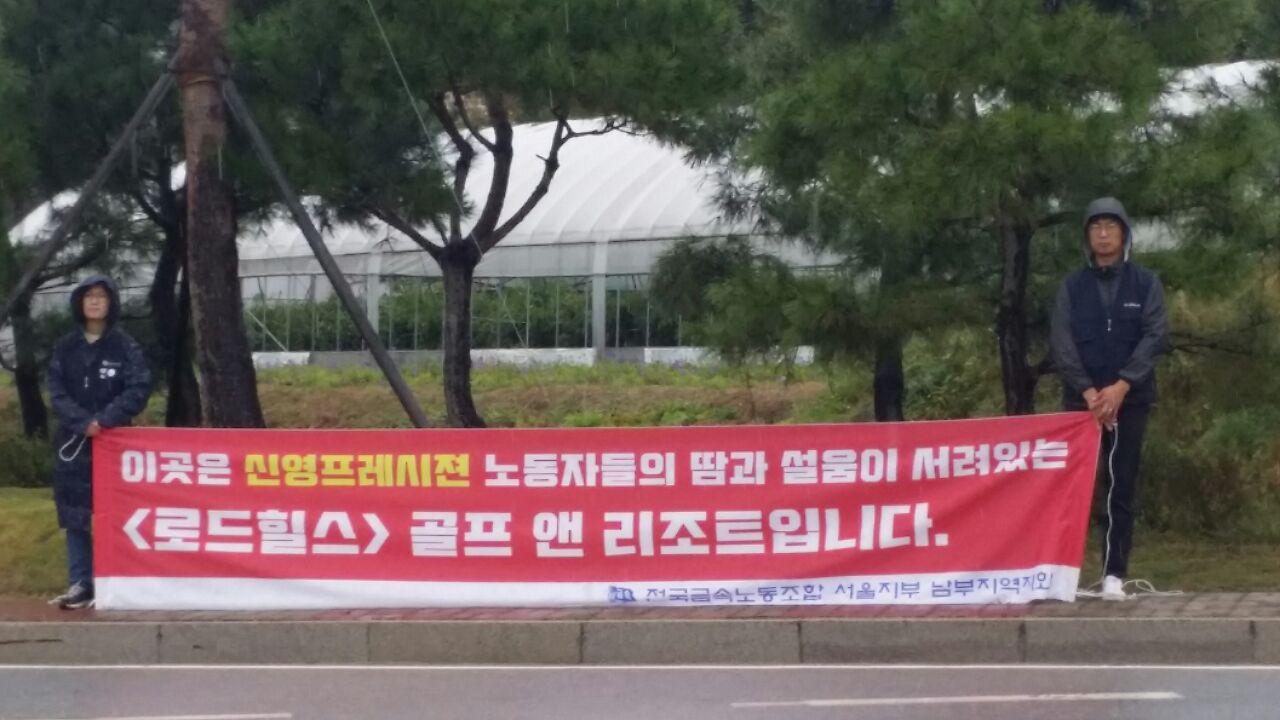 이곳은 신영프레시젼 노동자들의 땀과 설움이 서려있는
<로드힐스> 골프 앤 리조트입니다.
전국금속노동조합 서울지부 남부지역지회